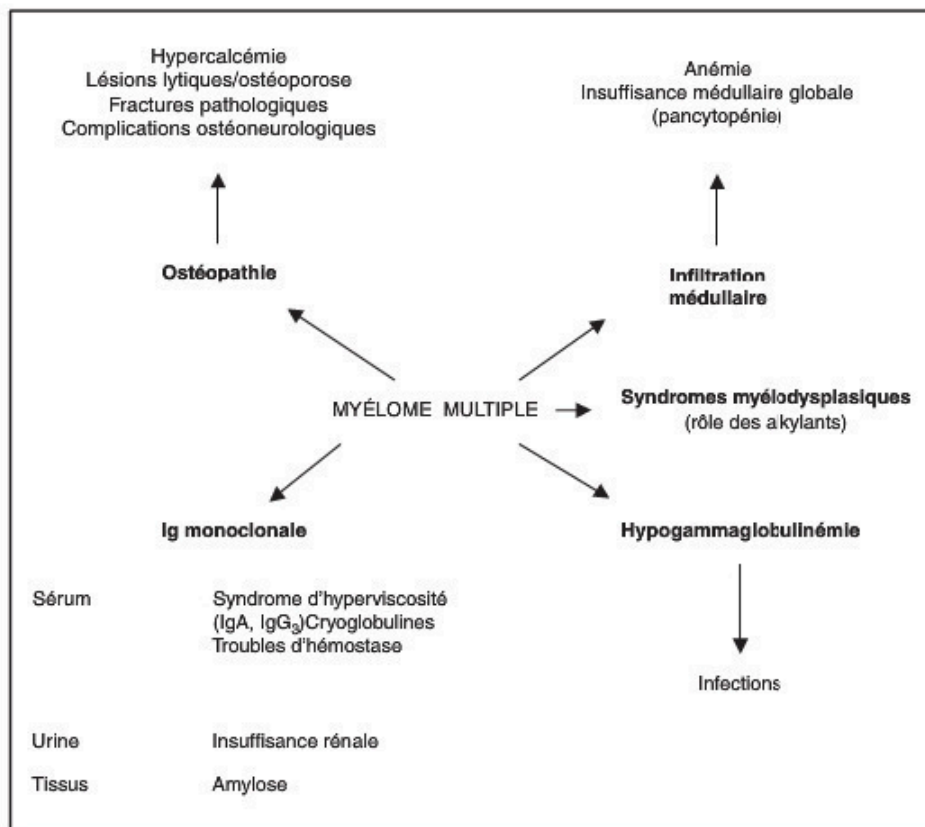 Hypercalcémie
Lésions lytiques/ostéoporose
Fractures pathologiques
Complications ostéoneurologiques
Anémie
Insuffisance médullaire globale
(pancytopénie)
Ostéopathie
Infiltration
médullaire
MYÉLOME MULTIPLE
Syndromes myélodysplasiques
(rôle des alkylants)
Ig monoclonale
Hypogammaglobulinémie
Sérum Syndrome d'hyperviscosité
(IgA, IgG3)Cryoglobulines
Troubles d'hémostase
Infections
Urine Insuffisance rénale
Tissus Amylose